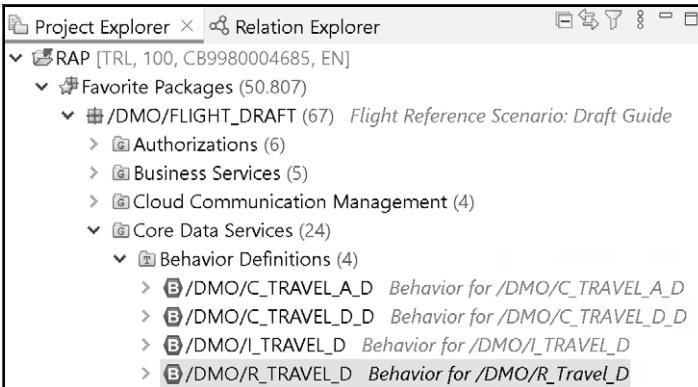 Project Explorer × Relation Explorer
RAP [TRL, 100, CB9980004685, EN]
Favorite Packages (50.807)
/DMO/FLIGHT_DRAFT (67) Flight Reference Scenario: Draft Guide
Authorizations (6)
Business Services (5)
Cloud Communication Management (4)
Core Data Services (24)
Behavior Definitions (4)
/DMO/C_TRAVEL_A_D Behavior for /DMO/C_TRAVEL_A_D
/DMO/C_TRAVEL_D_D Behavior for /DMO/C_TRAVEL_D_D
/DMO/I_TRAVEL_D Behavior for /DMO/I_TRAVEL_D
/DMO/R_TRAVEL_D Behavior for /DMO/R_Travel_D